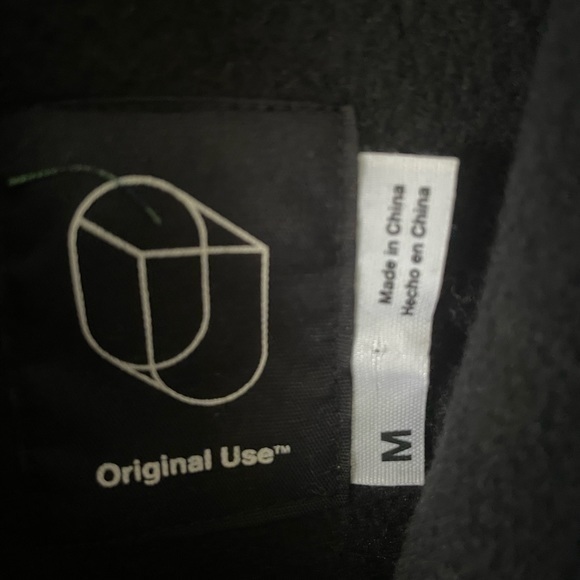 Original Use™
Made in China
Hecho en China
M